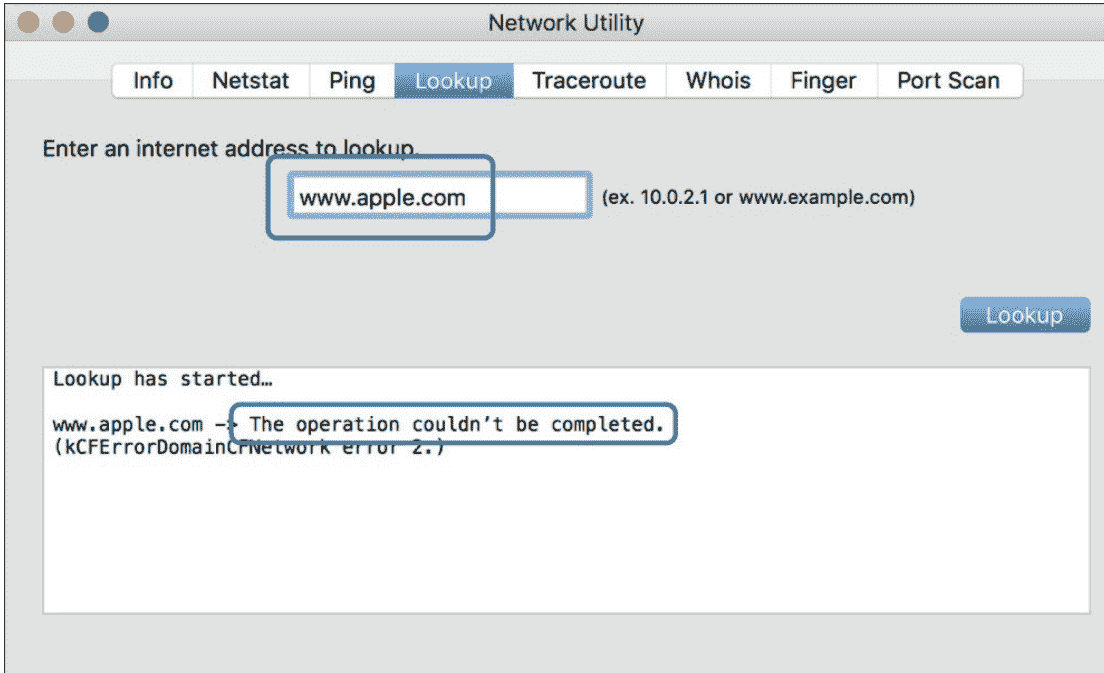 Network Utility
Info Netstat Ping Lookup Traceroute Whois Finger Port Scan
Enter an internet address to lookup.
www.apple.com (ex. 10.0.2.1 or www.example.com)
Lookup
Lookup has started…
www.apple.com -> The operation couldn’t be completed.
(kCFErrorDomainCFNetwork error 2.)